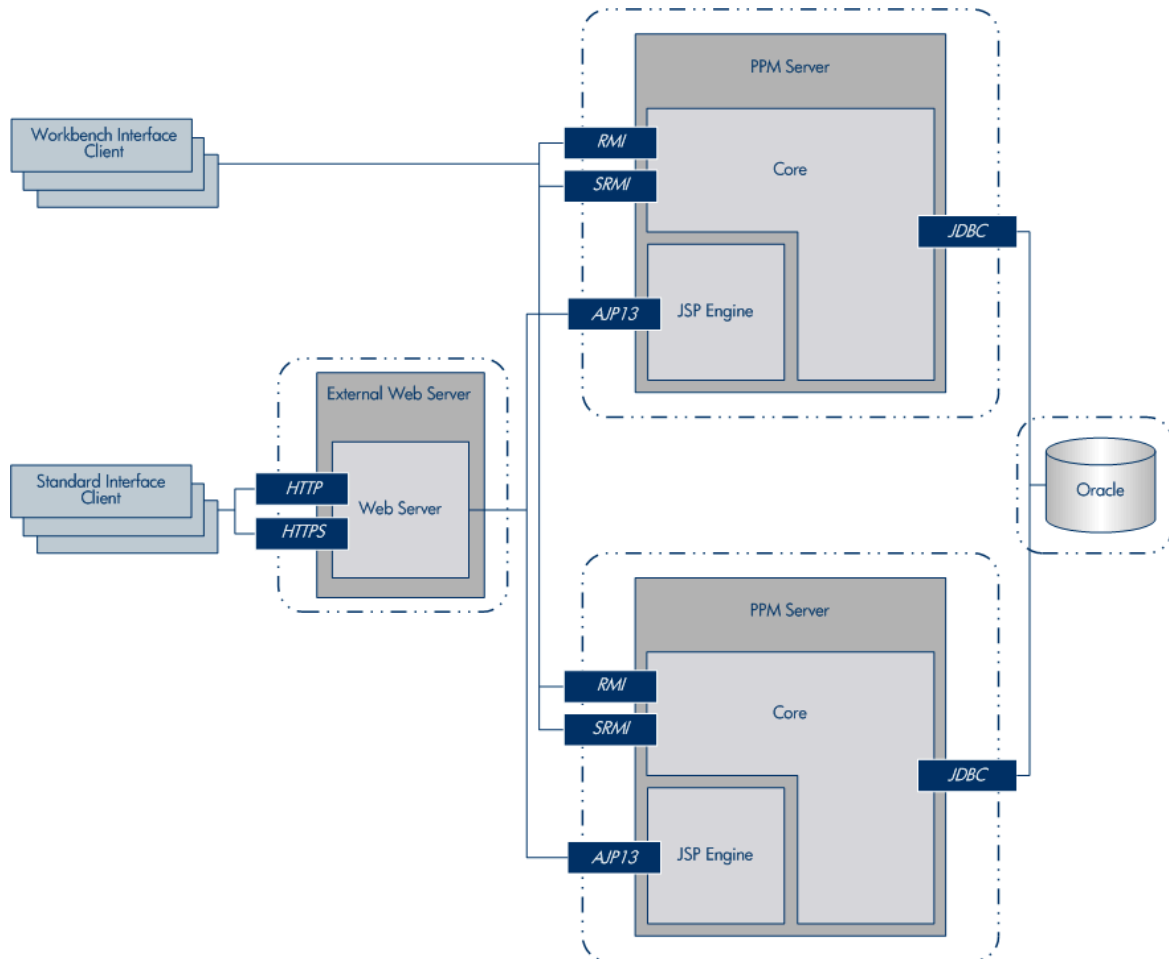 PPM Server
Workbench Interface
Client
RMI
Core
SRMI
JDBC
AJP13
JSP Engine
External Web Server
Standard Interface
Client
HTTP
Web Server
HTTPS
Oracle
PPM Server
RMI
Core
SRMI
JDBC
AJP13
JSP Engine